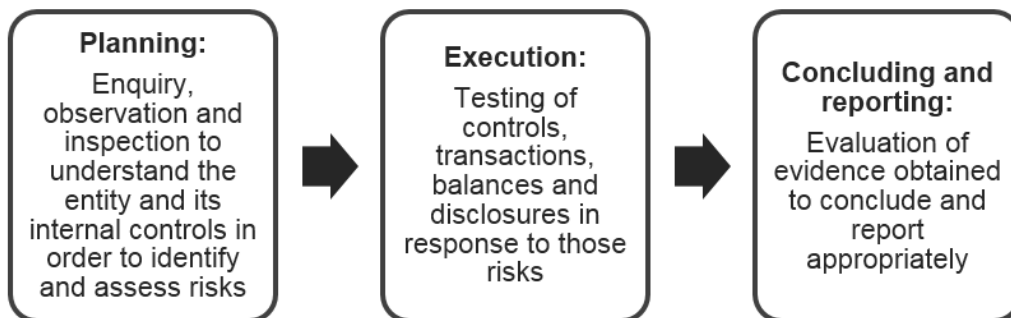 Planning:
Enquiry,
observation and
inspection to
understand the
entity and its
internal controls in
order to identify
and assess risks
Execution:
Testing of
controls,
transactions,
balances and
disclosures in
response to those
risks
Concluding and
reporting:
Evaluation of
evidence obtained
to conclude and
report
appropriately